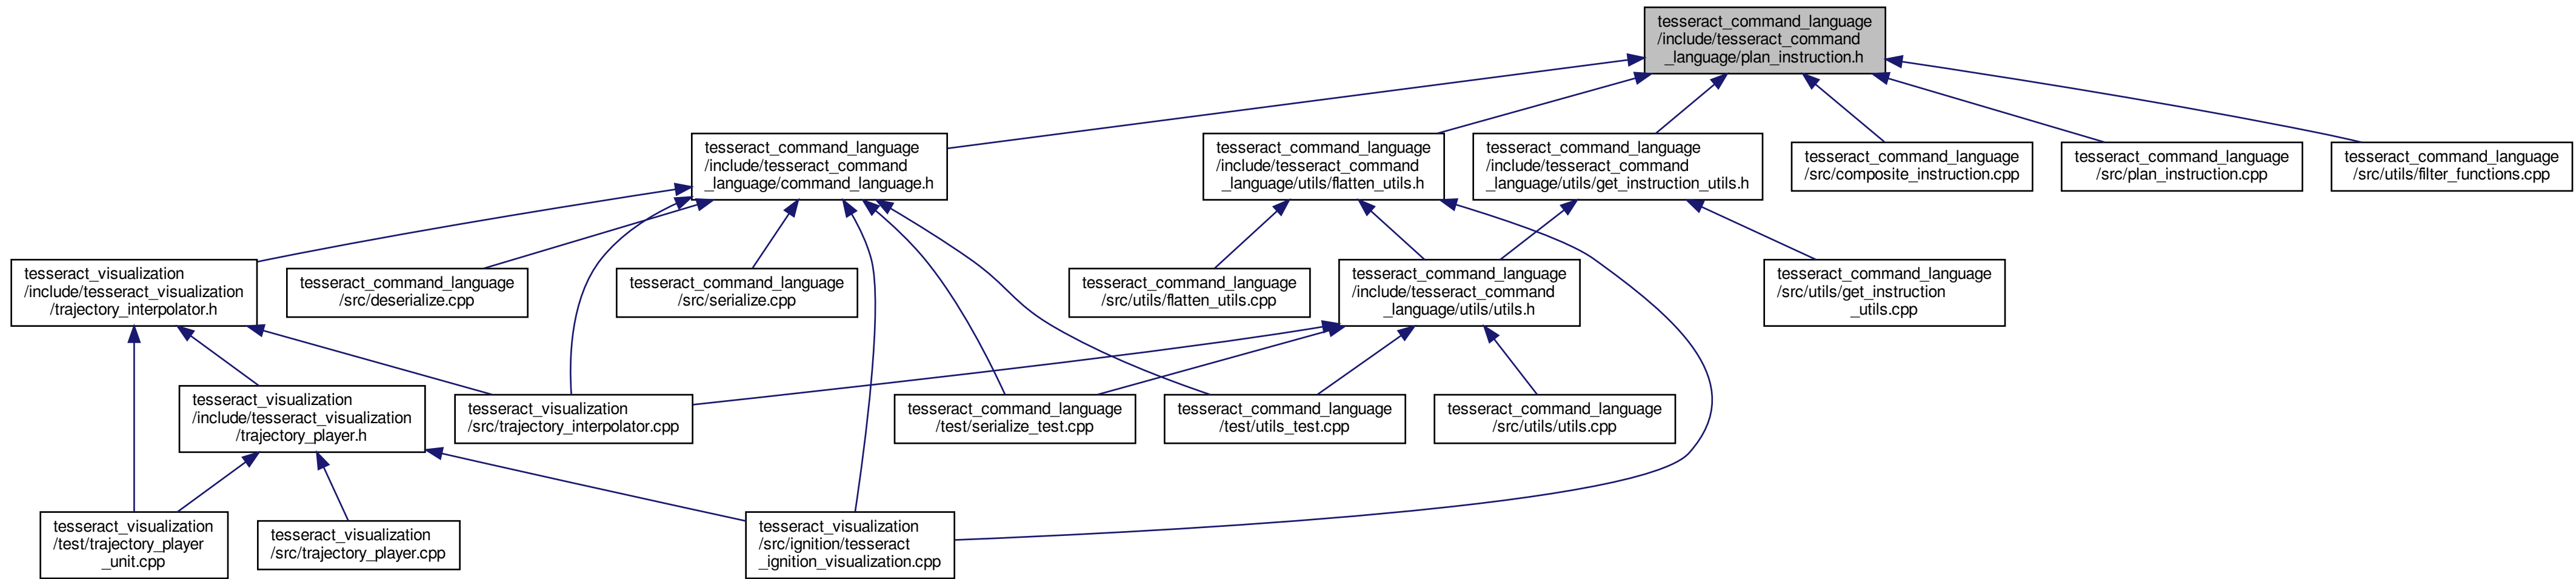 tesseract_command_language
/include/tesseract_command
_language/plan_instruction.h
tesseract_command_language
/include/tesseract_command
_language/command_language.h
tesseract_command_language
/include/tesseract_command
_language/utils/flatten_utils.h
tesseract_command_language
/include/tesseract_command
_language/utils/get_instruction_utils.h
tesseract_command_language
/src/composite_instruction.cpp
tesseract_command_language
/src/plan_instruction.cpp
tesseract_command_language
/src/utils/filter_functions.cpp
tesseract_visualization
/include/tesseract_visualization
/trajectory_interpolator.h
tesseract_command_language
/src/deserialize.cpp
tesseract_command_language
/src/serialize.cpp
tesseract_command_language
/src/utils/flatten_utils.cpp
tesseract_command_language
/include/tesseract_command
_language/utils/utils.h
tesseract_command_language
/src/utils/get_instruction
_utils.cpp
tesseract_visualization
/include/tesseract_visualization
/trajectory_player.h
tesseract_visualization
/src/trajectory_interpolator.cpp
tesseract_command_language
/test/serialize_test.cpp
tesseract_command_language
/test/utils_test.cpp
tesseract_command_language
/src/utils/utils.cpp
tesseract_visualization
/test/trajectory_player
_unit.cpp
tesseract_visualization
/src/trajectory_player.cpp
tesseract_visualization
/src/ignition/tesseract
_ignition_visualization.cpp